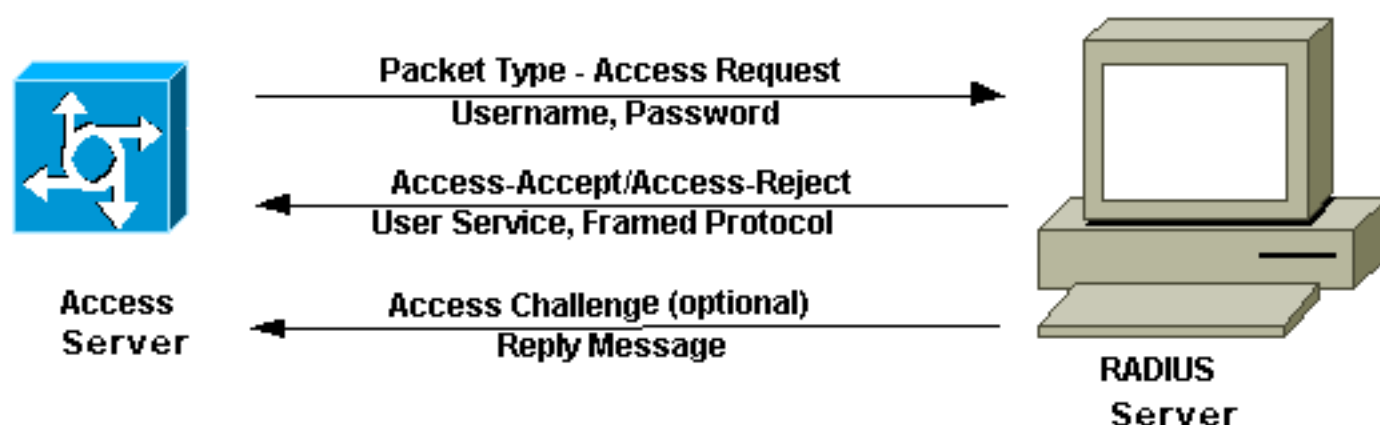 Packet Type - Access Request
Username, Password
Access-Accept/Access-Reject
User Service, Framed Protocol
Access Challenge (optional)
Reply Message
Access
Server
RADIUS
Server